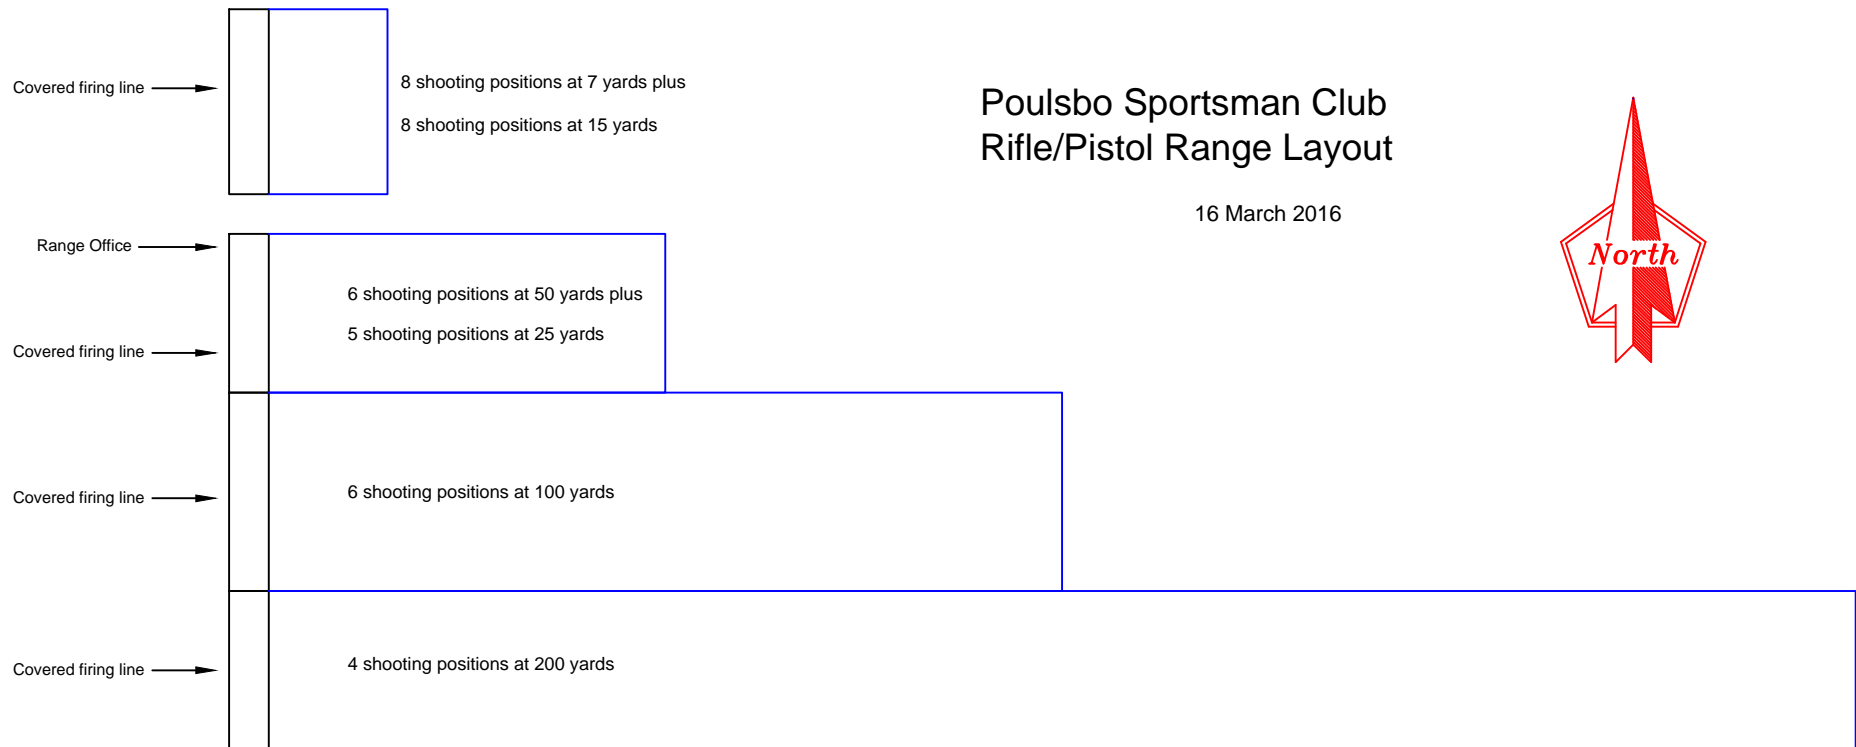 Covered firing line
8 shooting positions at 7 yards plus
8 shooting positions at 15 yards
Poulsbo Sportsman Club
Rifle/Pistol Range Layout
16 March 2016
North
Range Office
6 shooting positions at 50 yards plus
5 shooting positions at 25 yards
Covered firing line
Covered firing line
6 shooting positions at 100 yards
Covered firing line
4 shooting positions at 200 yards